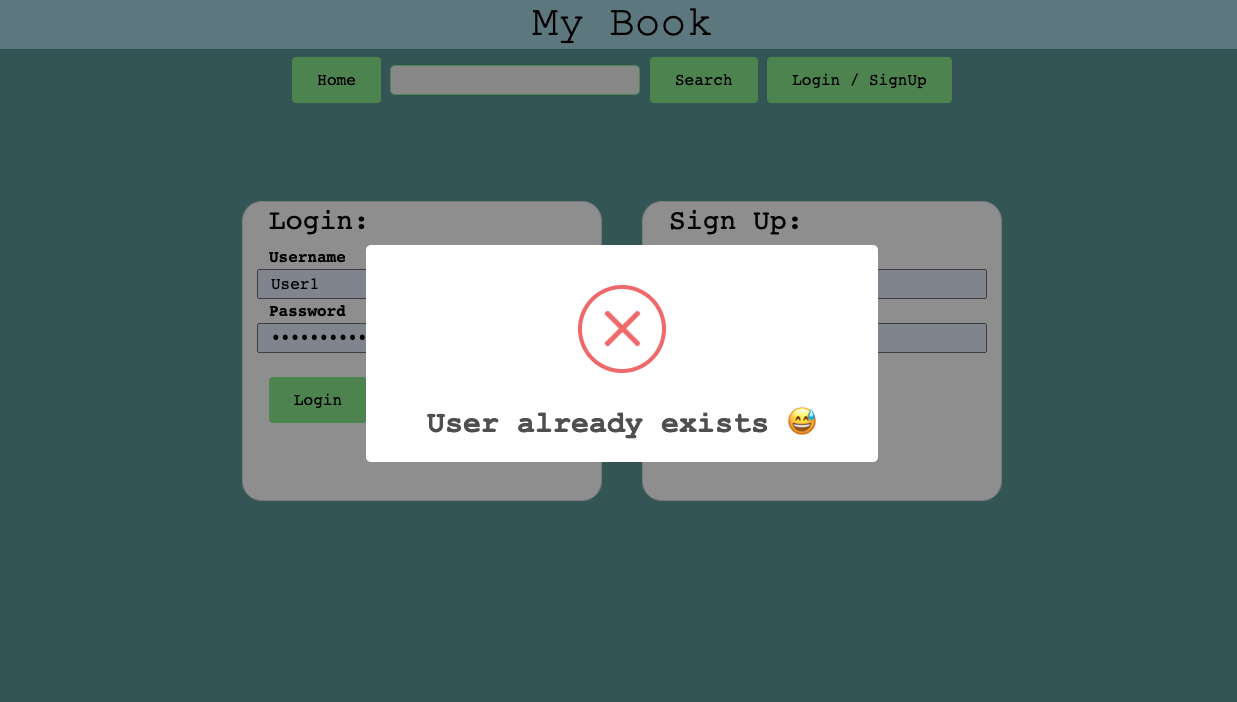 My Book
Home
Search
Login / SignUp
Login:
Sign Up:
Username
User1
Password
••••••••••
Login
User already exists 😅